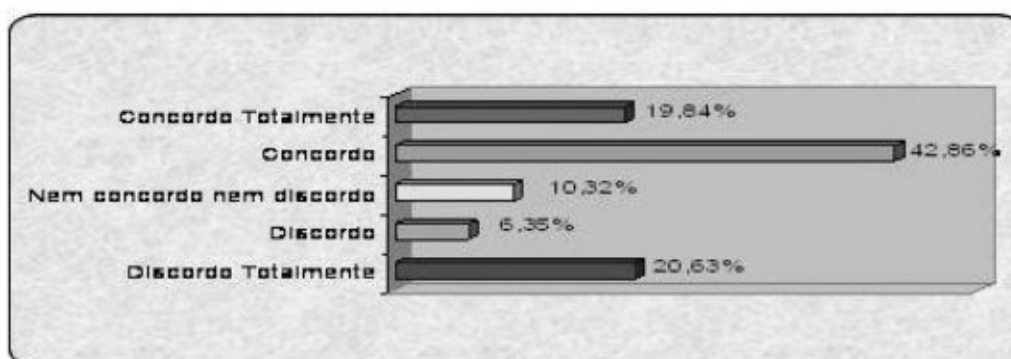 Concordo Totalmente 19,84%
Concordo 42,86%
Nem concordo nem discordo 10,32%
Discordo 6,35%
Discordo Totalmente 20,63%